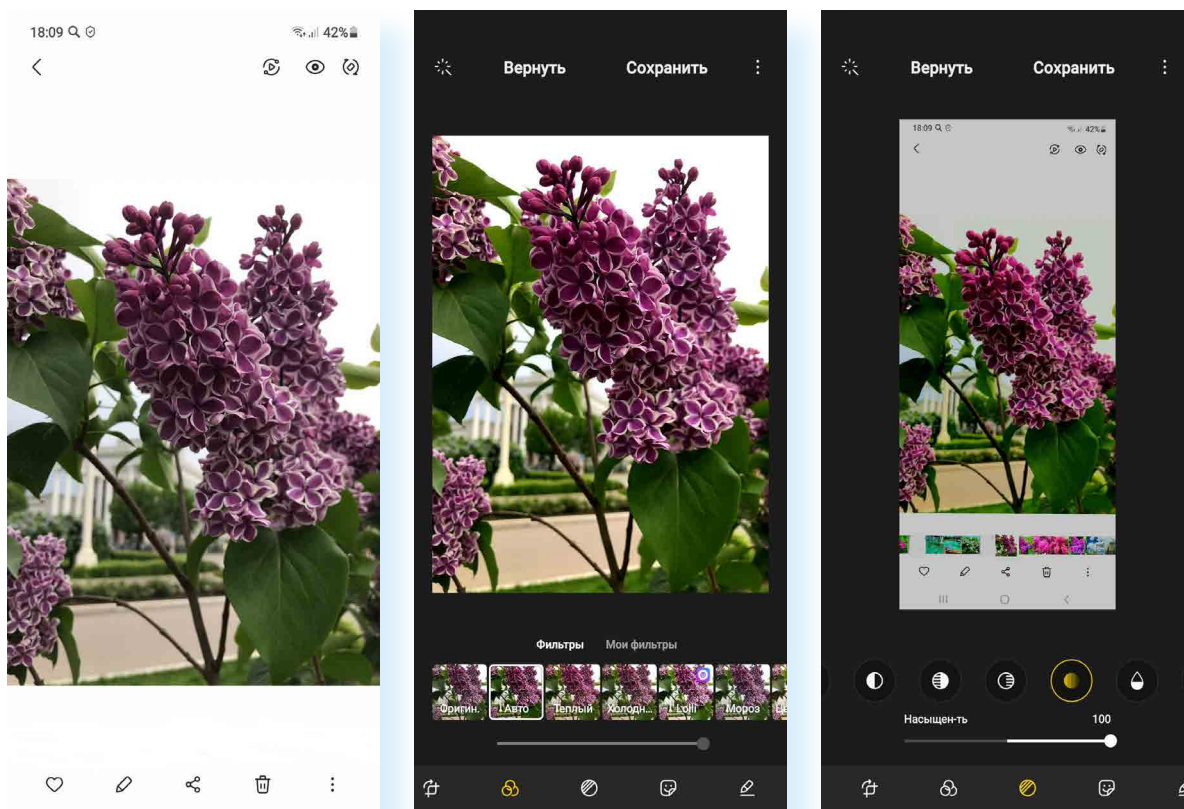 18:09
42%
Вернуть Сохранить
Фильтры Мои фильтры
Оригин. Авто Теплый Холодн... Lolli Мороз
Вернуть Сохранить
18:09
42%
Насыщен-ть 100